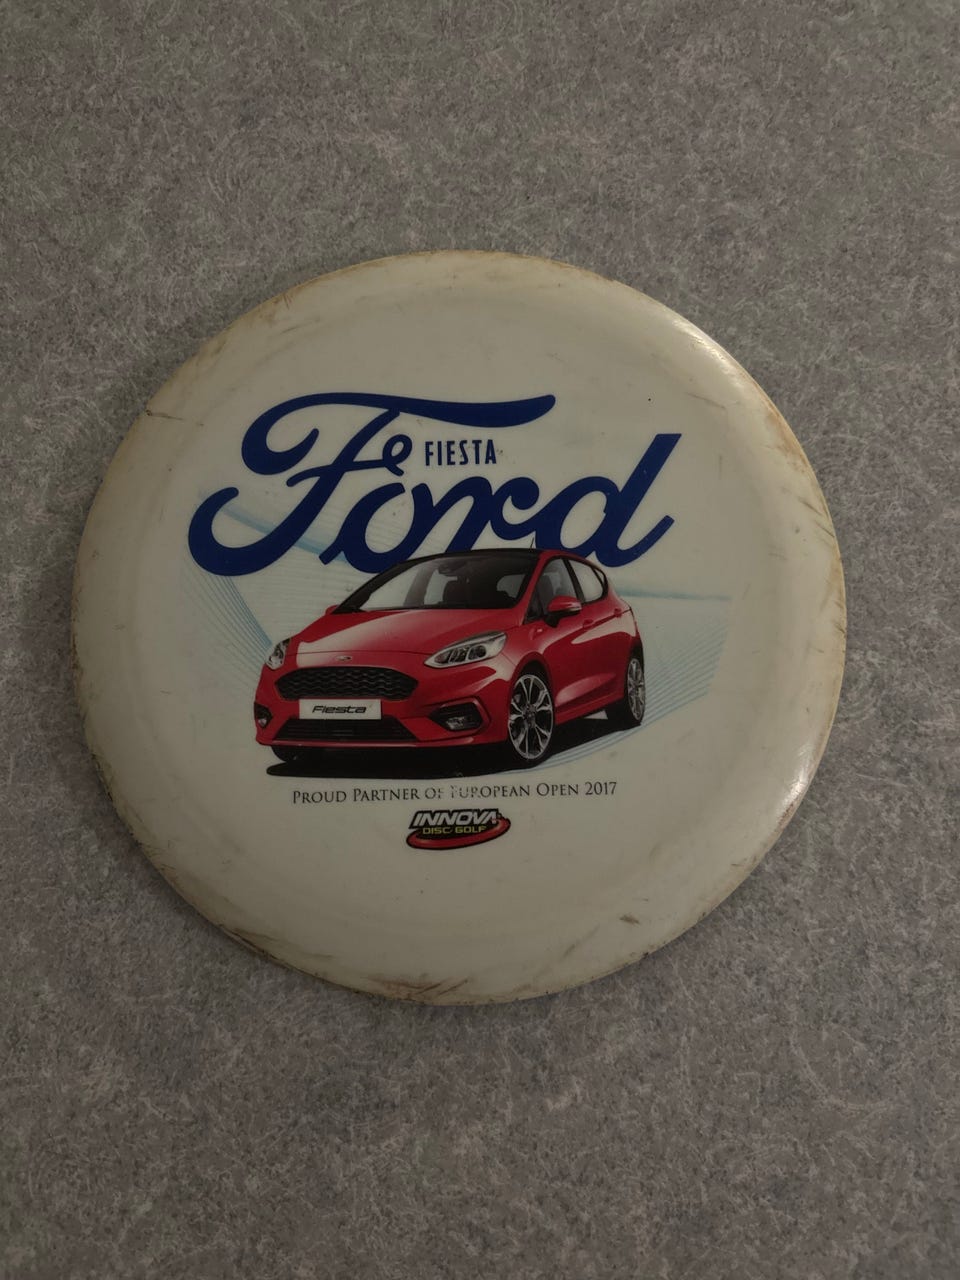 FIESTA
Ford
Fiesta
PROUD PARTNER OF EUROPEAN OPEN 2017
INNOVA
DISC GOLF